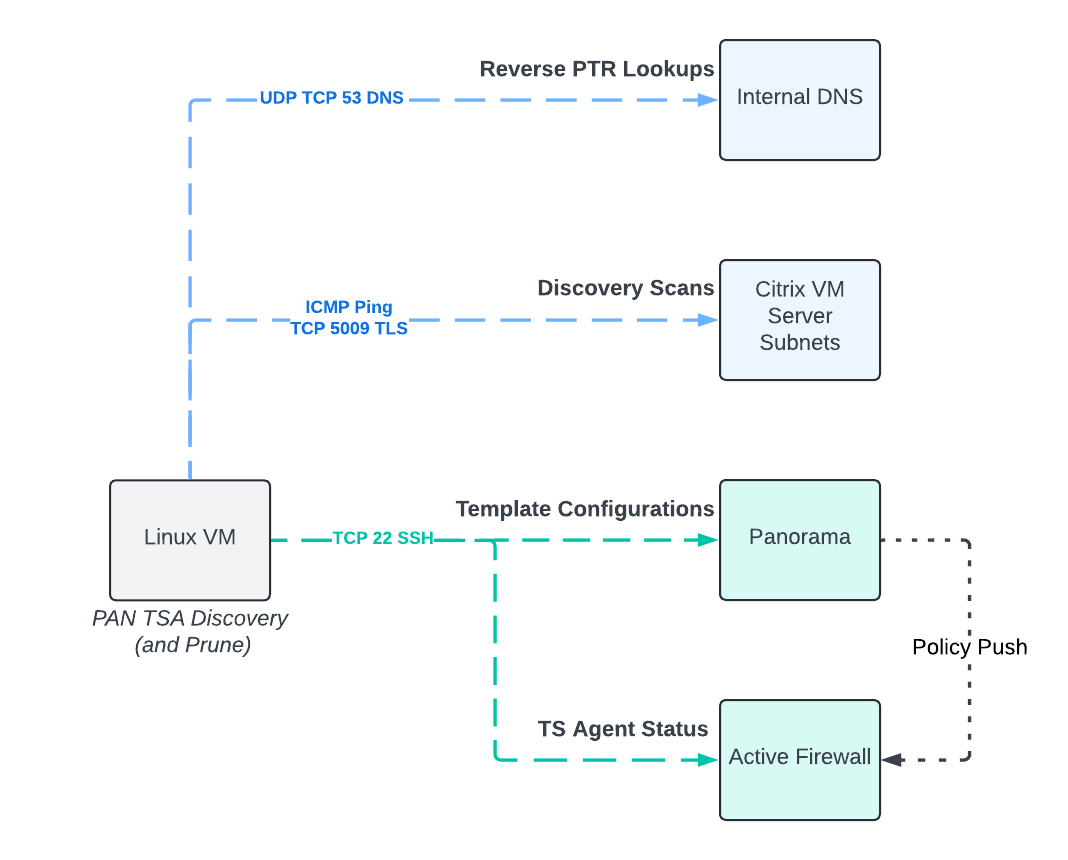 Reverse PTR Lookups
UDP TCP 53 DNS
Internal DNS
Discovery Scans
ICMP Ping
TCP 5009 TLS
Citrix VM
Server
Subnets
Linux VM
PAN TSA Discovery
(and Prune)
Template Configurations
TCP 22 SSH
Panorama
Policy Push
TS Agent Status
Active Firewall